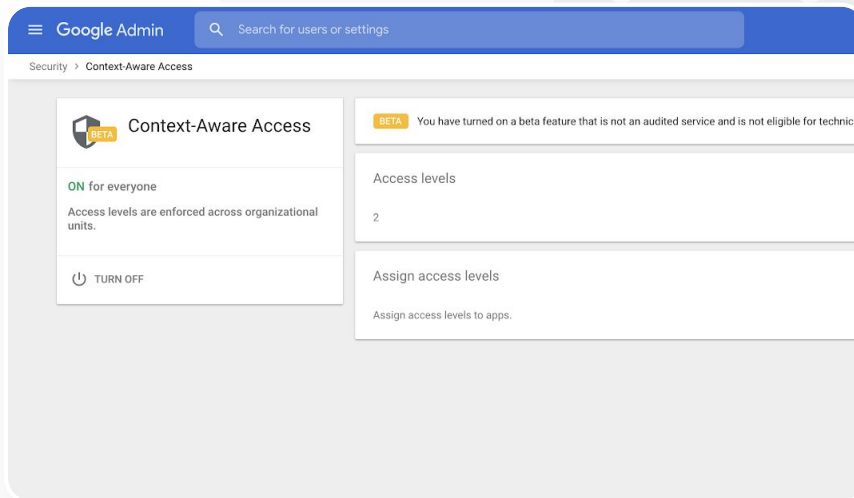 Google Admin
Search for users or settings
Security > Context-Aware Access
BETA
Context-Aware Access
ON for everyone
Access levels are enforced across organizational
units.
TURN OFF
BETA You have turned on a beta feature that is not an audited service and is not eligible for technic
Access levels
2
Assign access levels
Assign access levels to apps.